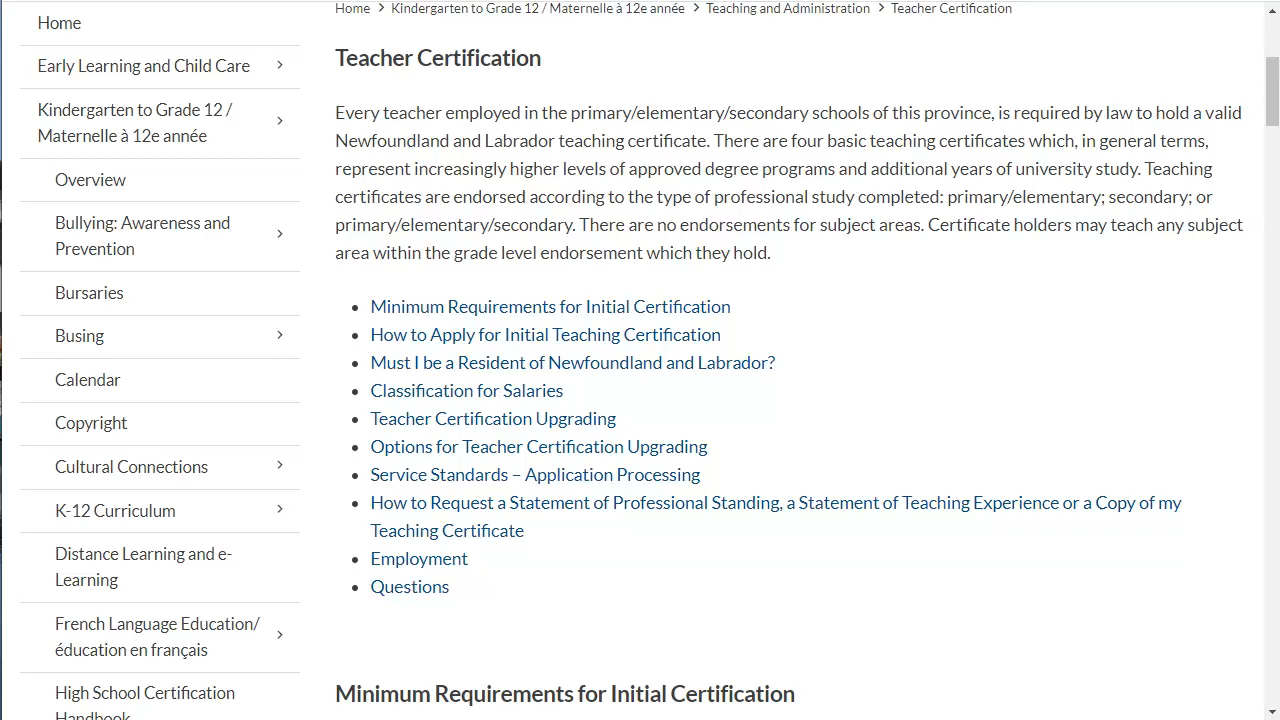 Home
Early Learning and Child Care
Kindergarten to Grade 12 /
Maternelle à 12e année
Overview
Bullying: Awareness and
Prevention
Bursaries
Busing
Calendar
Copyright
Cultural Connections
K-12 Curriculum
Distance Learning and e-
Learning
French Language Education/
éducation en français
High School Certification
Handbook
Home > Kindergarten to Grade 12 / Maternelle à 12e année > Teaching and Administration > Teacher Certification
Teacher Certification
Every teacher employed in the primary/elementary/secondary schools of this province, is required by law to hold a valid
Newfoundland and Labrador teaching certificate. There are four basic teaching certificates which, in general terms,
represent increasingly higher levels of approved degree programs and additional years of university study. Teaching
certificates are endorsed according to the type of professional study completed: primary/elementary; secondary; or
primary/elementary/secondary. There are no endorsements for subject areas. Certificate holders may teach any subject
area within the grade level endorsement which they hold.
• Minimum Requirements for Initial Certification
• How to Apply for Initial Teaching Certification
• Must I be a Resident of Newfoundland and Labrador?
• Classification for Salaries
• Teacher Certification Upgrading
• Options for Teacher Certification Upgrading
• Service Standards – Application Processing
• How to Request a Statement of Professional Standing, a Statement of Teaching Experience or a Copy of my
Teaching Certificate
• Employment
• Questions
Minimum Requirements for Initial Certification